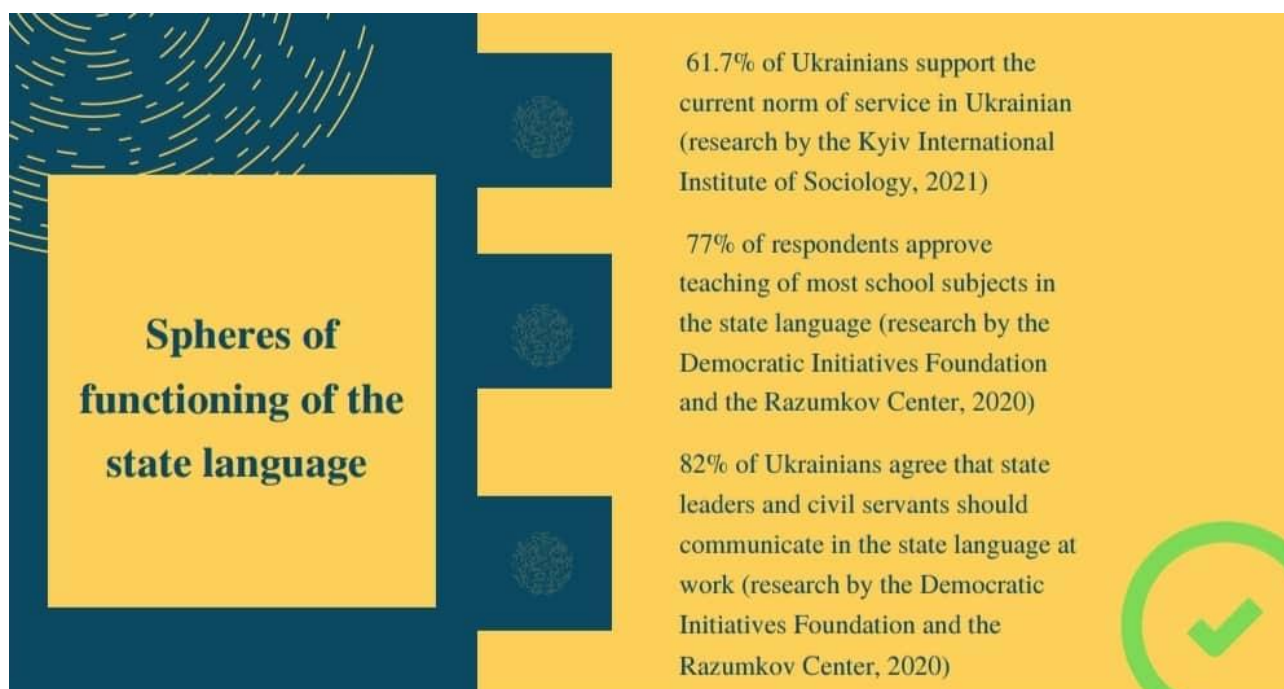 Spheres of
functioning of the
state language
61.7% of Ukrainians support the
current norm of service in Ukrainian
(research by the Kyiv International
Institute of Sociology, 2021)
77% of respondents approve
teaching of most school subjects in
the state language (research by the
Democratic Initiatives Foundation
and the Razumkov Center, 2020)
82% of Ukrainians agree that state
leaders and civil servants should
communicate in the state language at
work (research by the Democratic
Initiatives Foundation and the
Razumkov Center, 2020)